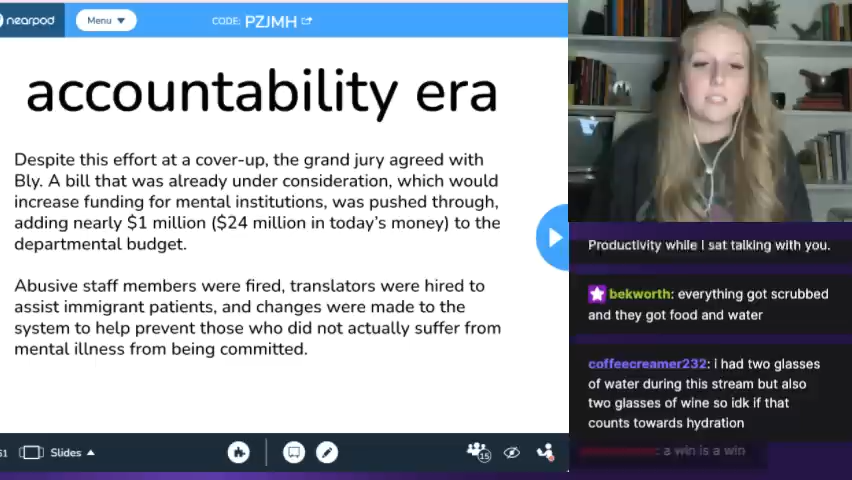 nearpod
Menu
CODE: PZJMH
accountability era
Despite this effort at a cover-up, the grand jury agreed with
Bly. A bill that was already under consideration, which would
increase funding for mental institutions, was pushed through,
adding nearly $1 million ($24 million in today's money) to the
departmental budget.
Abusive staff members were fired, translators were hired to
assist immigrant patients, and changes were made to the
system to help prevent those who did not actually suffer from
mental illness from being committed.
Productivity while I sat talking with you.
bekworth: everything got scrubbed
and they got food and water
coffeecreamer232: i had two glasses
of water during this stream but also
two glasses of wine so idk if that
counts towards hydration
: a win is a win
Slides
15